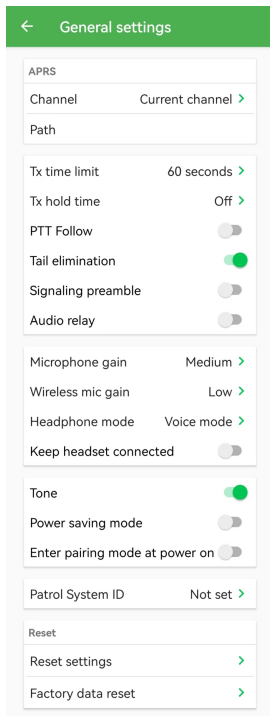 General settings
APRS
Channel Current channel
Path
Tx time limit 60 seconds
Tx hold time Off
PTT Follow
Tail elimination
Signaling preamble
Audio relay
Microphone gain Medium
Wireless mic gain Low
Headphone mode Voice mode
Keep headset connected
Tone
Power saving mode
Enter pairing mode at power on
Patrol System ID Not set
Reset
Reset settings
Factory data reset